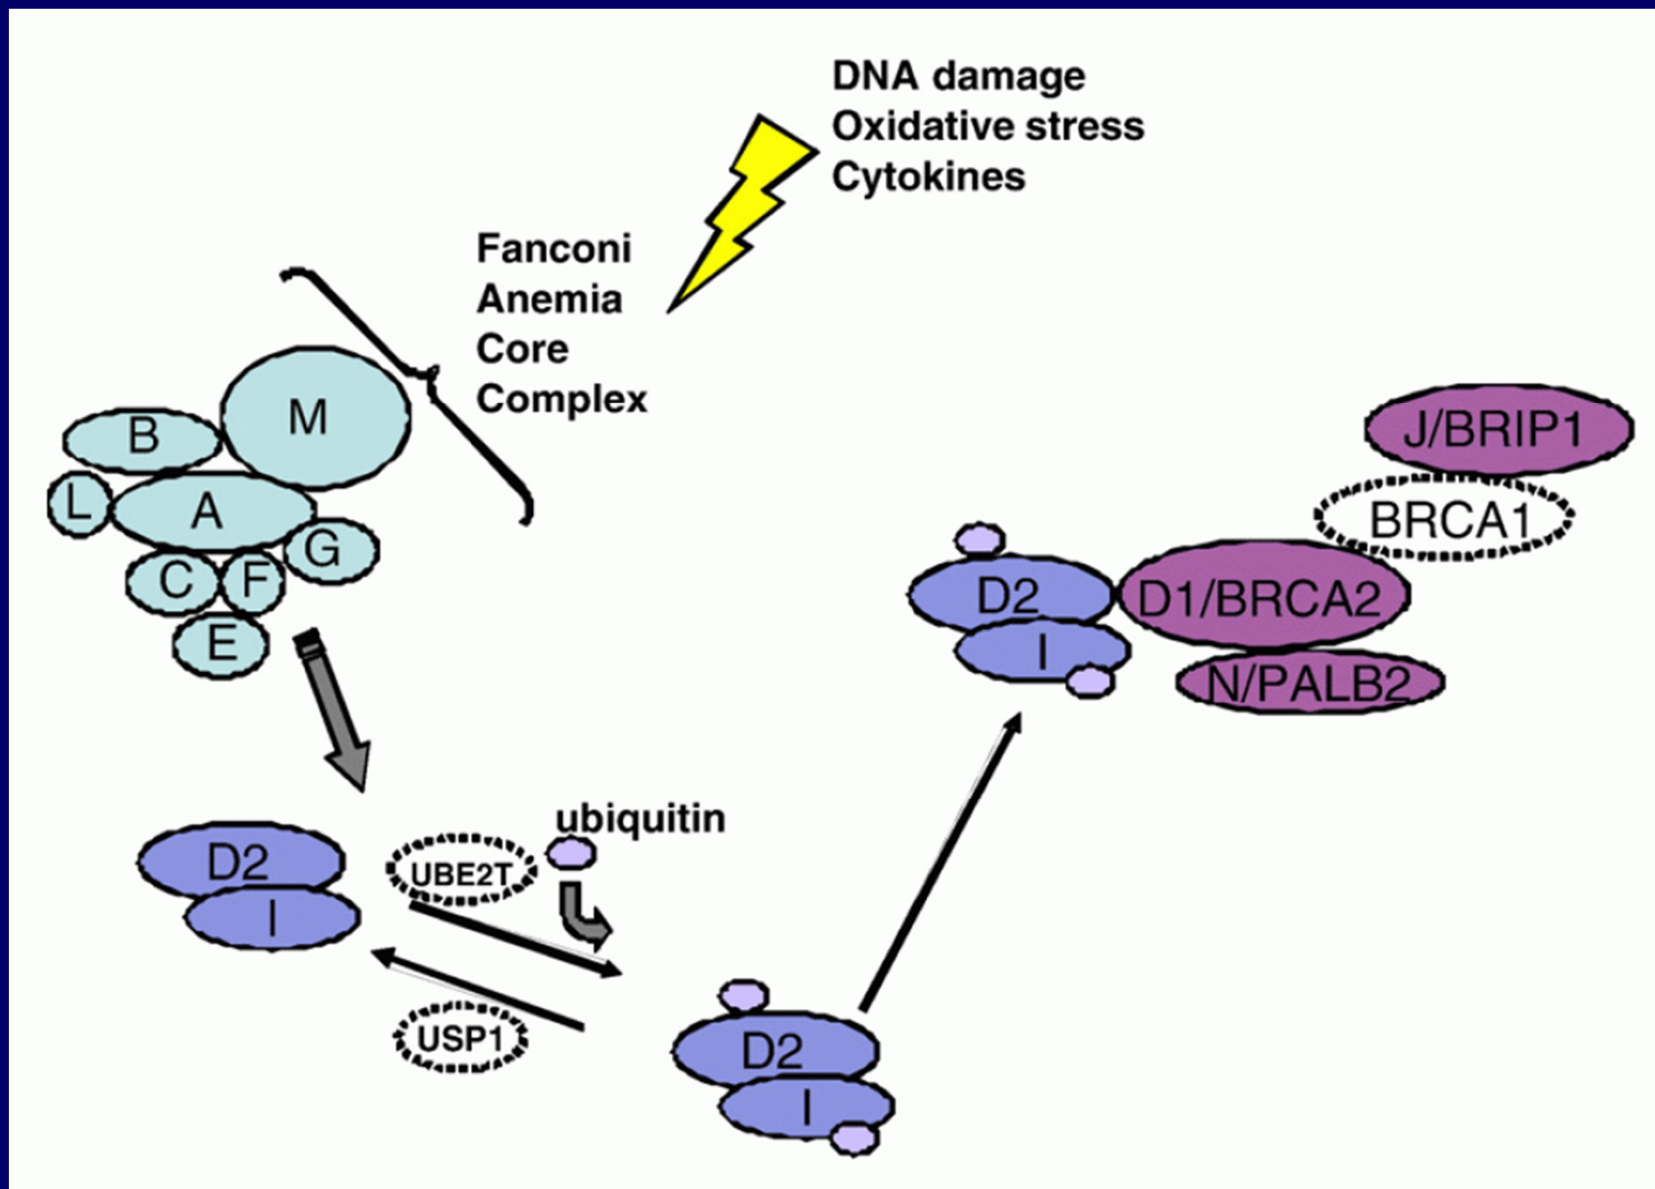 DNA damage
Oxidative stress
Cytokines
Fanconi
Anemia
Core
Complex
M
B
L
A
G
C
F
E
J/BRIP1
BRCA1
D2
D1/BRCA2
I
N/PALB2
ubiquitin
D2
UBE2T
I
USP1
D2
I